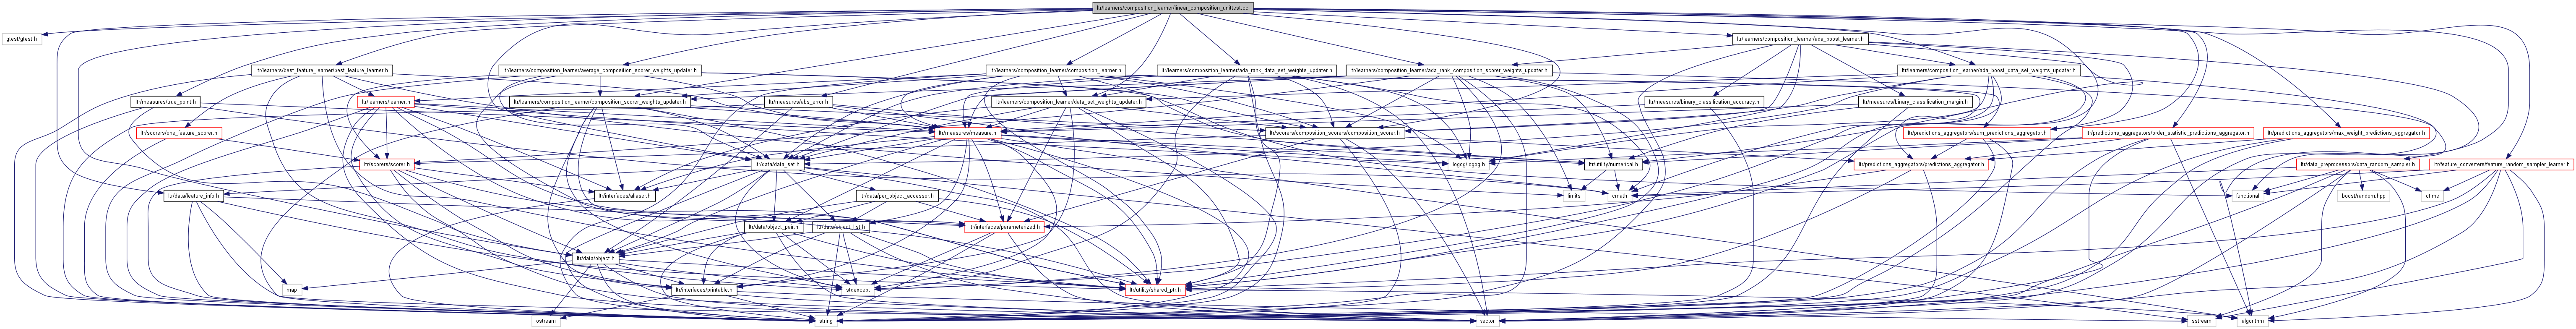 ltr/learners/composition_learner/linear_composition_unittest.cc
gtest/gtest.h
ltr/learners/composition_learner/ada_boost_learner.h
ltr/learners/best_feature_learner/best_feature_learner.h
ltr/learners/composition_learner/average_composition_scorer_weights_updater.h
ltr/learners/composition_learner/composition_learner.h
ltr/learners/composition_learner/ada_rank_data_set_weights_updater.h
ltr/learners/composition_learner/ada_rank_composition_scorer_weights_updater.h
ltr/learners/composition_learner/ada_boost_data_set_weights_updater.h
ltr/measures/true_point.h
ltr/learners/learner.h
ltr/learners/composition_learner/composition_scorer_weights_updater.h
ltr/measures/abs_error.h
ltr/learners/composition_learner/data_set_weights_updater.h
ltr/measures/binary_classification_accuracy.h
ltr/measures/binary_classification_margin.h
ltr/scorers/one_feature_scorer.h
ltr/measures/measure.h
ltr/scorers/composition_scorers/composition_scorer.h
ltr/predictions_aggregators/sum_predictions_aggregator.h
ltr/predictions_aggregators/order_statistic_predictions_aggregator.h
ltr/predictions_aggregators/max_weight_predictions_aggregator.h
ltr/scorers/scorer.h
ltr/data/data_set.h
logog/logog.h
ltr/utility/numerical.h
ltr/predictions_aggregators/predictions_aggregator.h
ltr/data_preprocessors/data_random_sampler.h
ltr/feature_converters/feature_random_sampler_learner.h
ltr/data/feature_info.h
ltr/interfaces/aliaser.h
ltr/data/per_object_accessor.h
limits
cmath
functional
boost/random.hpp
ctime
ltr/data/object_pair.h
ltr/data/object_list.h
ltr/interfaces/parameterized.h
ltr/data/object.h
map
ltr/interfaces/printable.h
stdexcept
ltr/utility/shared_ptr.h
ostream
string
vector
sstream
algorithm